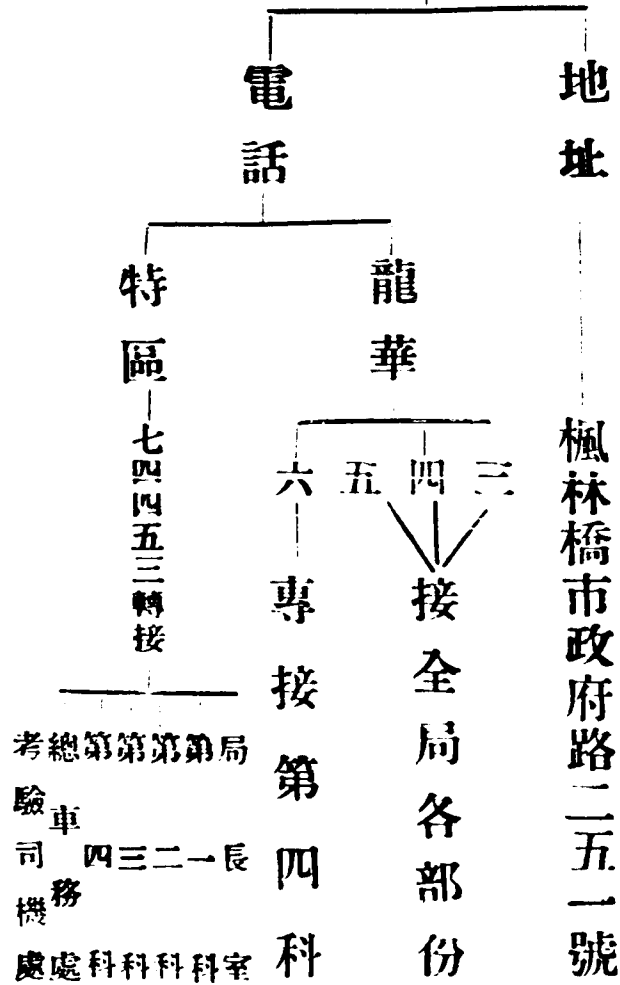 地址
楓林橋市政府路二五一號
電話
龍華
三
四
五
接全局各部份
六
專接第四科
特區
七四四五三轉接
局長室
第一科
第二科
第三科
第四科
總車務處
考驗司機處